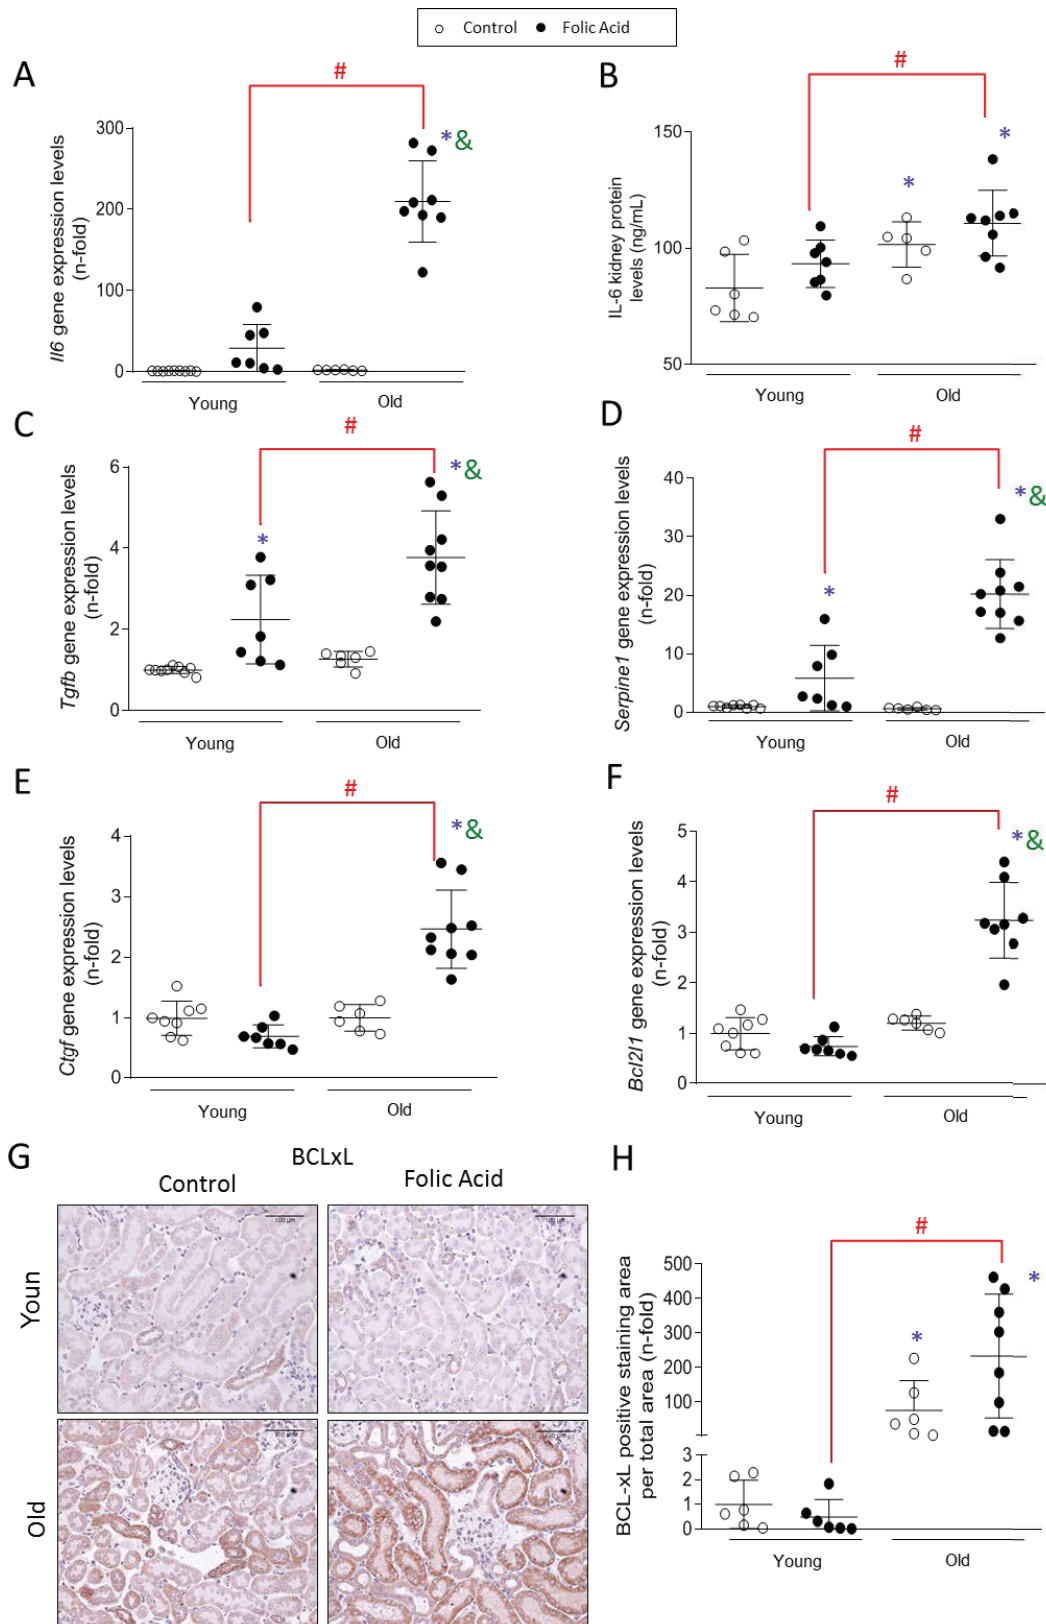 Control Folic Acid
A
#
Il6 gene expression levels
(n-fold)
300
200
100
0
*&
Young Old
B
#
IL-6 kidney protein
levels (ng/mL)
150
100
50
*
*
Young Old
C
#
Tgfb gene expression levels
(n-fold)
6
4
2
0
*
*&
Young Old
D
#
Serpine1 gene expression levels
(n-fold)
40
30
20
10
0
*
*&
Young Old
E
#
Ctgf gene expression levels
(n-fold)
4
3
2
1
0
*&
Young Old
F
#
Bcl2l1 gene expression levels
(n-fold)
5
4
3
2
1
0
*&
Young Old
G
BCLxL
Control Folic Acid
Youn
Old
100 µm
H
#
BCL-xL positive staining area
per total area (n-fold)
500
400
300
200
100
3
2
1
0
*
*
Young Old